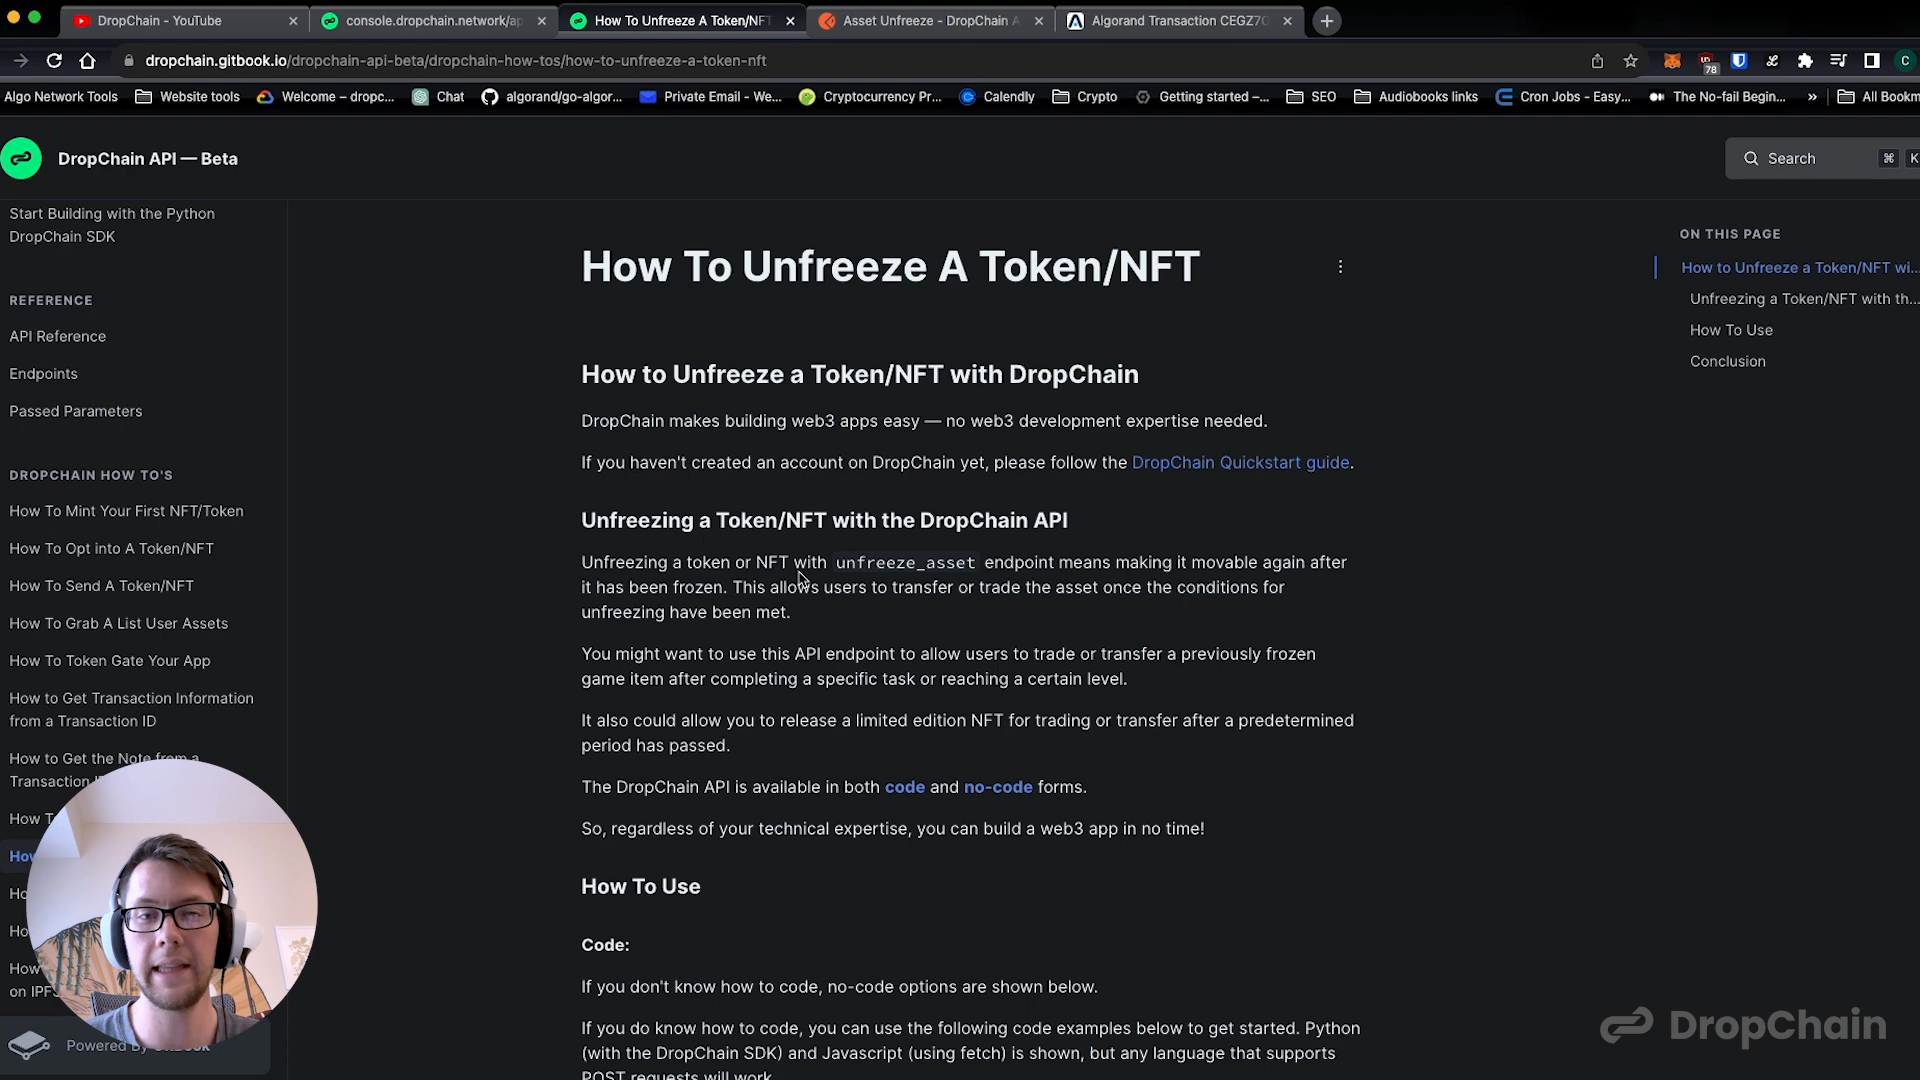 DropChain - YouTube
console.dropchain.network/ap
How To Unfreeze A Token/NFT
Asset Unfreeze - DropChain A
Algorand Transaction CEGZ7O
dropchain.gitbook.io/dropchain-api-beta/dropchain-how-tos/how-to-unfreeze-a-token-nft
78
C
Algo Network Tools
Website tools
Welcome – dropc...
Chat
algorand/go-algor...
Private Email - We...
Cryptocurrency Pr...
Calendly
Crypto
Getting started –...
SEO
Audiobooks links
Cron Jobs - Easy...
The No-fail Begin...
»
All Bookm
DropChain API — Beta
Search
⌘
K
Start Building with the Python
DropChain SDK
REFERENCE
API Reference
Endpoints
Passed Parameters
DROPCHAIN HOW TO'S
How To Mint Your First NFT/Token
How To Opt into A Token/NFT
How To Send A Token/NFT
How To Grab A List User Assets
How To Token Gate Your App
How to Get Transaction Information
from a Transaction ID
How to Get the Note from a
Transaction
How T
How
Ho
Ho
How
on IPFS
Powered By GitBook
How To Unfreeze A Token/NFT
How to Unfreeze a Token/NFT with DropChain
DropChain makes building web3 apps easy — no web3 development expertise needed.
If you haven't created an account on DropChain yet, please follow the DropChain Quickstart guide.
Unfreezing a Token/NFT with the DropChain API
Unfreezing a token or NFT with unfreeze_asset endpoint means making it movable again after
it has been frozen. This allows users to transfer or trade the asset once the conditions for
unfreezing have been met.
You might want to use this API endpoint to allow users to trade or transfer a previously frozen
game item after completing a specific task or reaching a certain level.
It also could allow you to release a limited edition NFT for trading or transfer after a predetermined
period has passed.
The DropChain API is available in both code and no-code forms.
So, regardless of your technical expertise, you can build a web3 app in no time!
How To Use
Code:
If you don't know how to code, no-code options are shown below.
If you do know how to code, you can use the following code examples below to get started. Python
(with the DropChain SDK) and Javascript (using fetch) is shown, but any language that supports
POST requests will work.
ON THIS PAGE
How to Unfreeze a Token/NFT wi...
Unfreezing a Token/NFT with th...
How To Use
Conclusion
DropChain